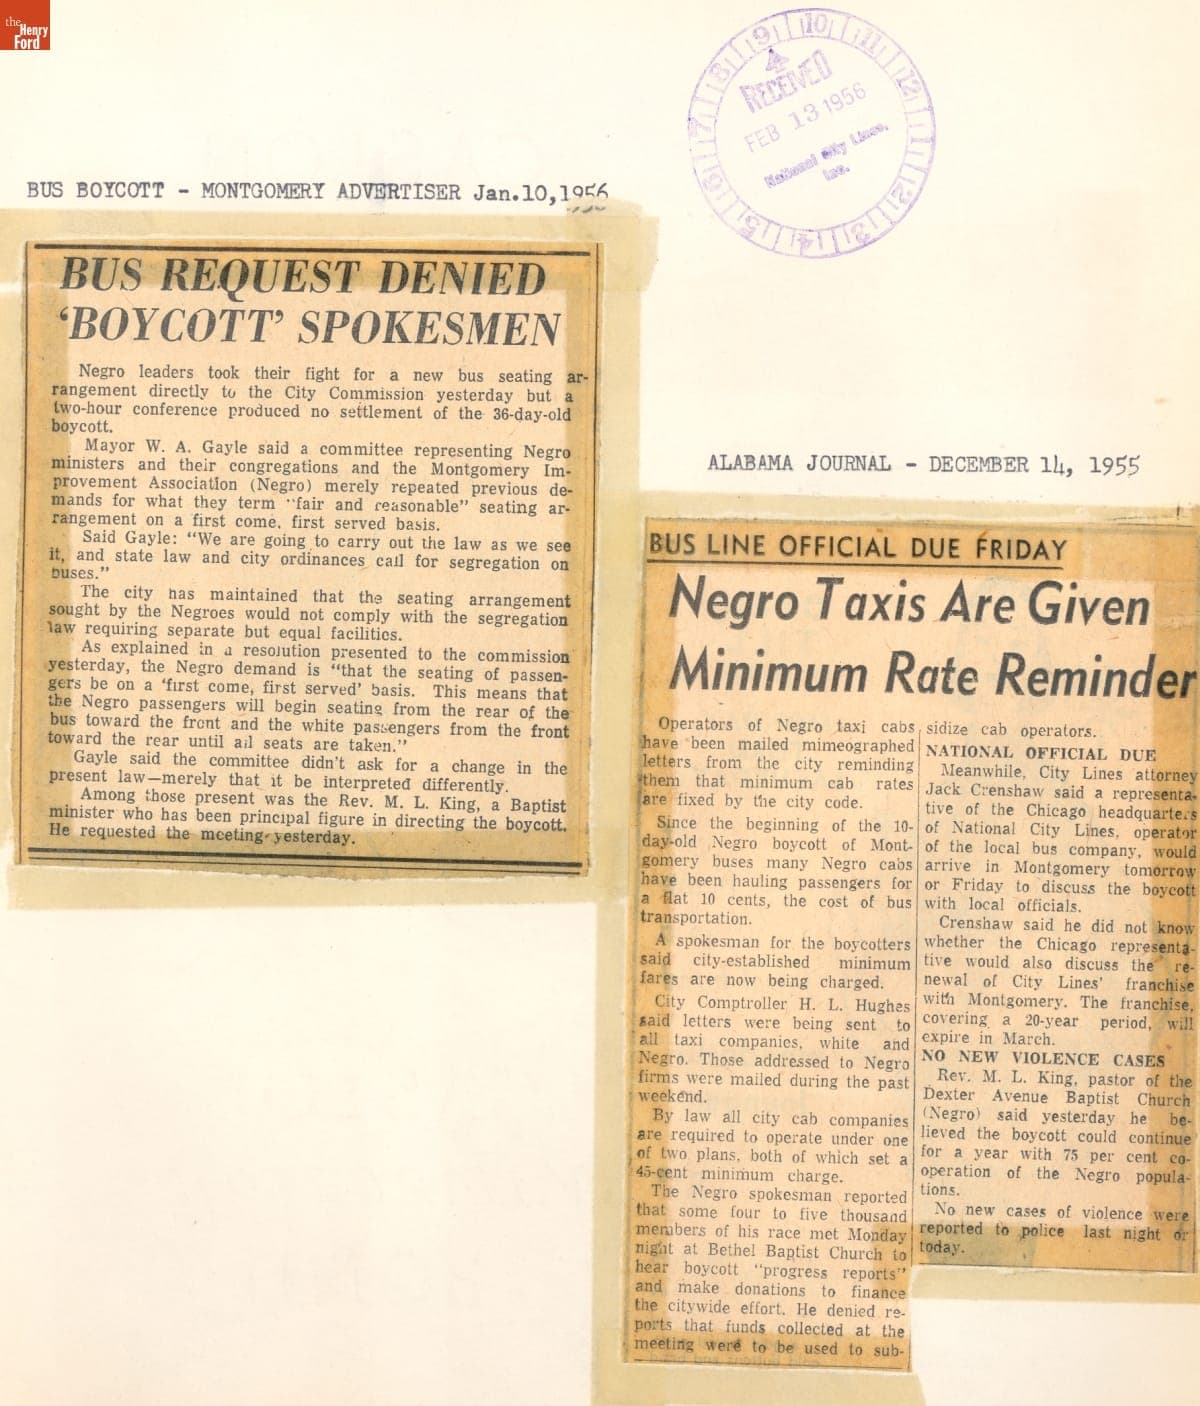 the
Henry
Ford
9 10 11 12 1 2 3 4 5 6 7 8
RECEIVED
FEB 13 1956
National City Lines,
Inc.
BUS BOYCOTT - MONTGOMERY ADVERTISER Jan.10,1956
BUS REQUEST DENIED
'BOYCOTT' SPOKESMEN
Negro leaders took their fight for a new bus seating ar-
rangement directly to the City Commission yesterday but a
two-hour conference produced no settlement of the 36-day-old
boycott.
Mayor W. A. Gayle said a committee representing Negro
ministers and their congregations and the Montgomery Im-
provement Association (Negro) merely repeated previous de-
mands for what they term "fair and reasonable" seating ar-
rangement on a first come, first served basis.
Said Gayle: "We are going to carry out the law as we see
it, and state law and city ordinances call for segregation on
buses."
The city has maintained that the seating arrangement
sought by the Negroes would not comply with the segregation
law requiring separate but equal facilities.
As explained in a resolution presented to the commission
yesterday, the Negro demand is "that the seating of passen-
gers be on a 'first come, first served' basis. This means that
the Negro passengers will begin seating from the rear of the
bus toward the front and the white passengers from the front
toward the rear until all seats are taken."
Gayle said the committee didn't ask for a change in the
present law—merely that it be interpreted differently.
Among those present was the Rev. M. L. King, a Baptist
minister who has been principal figure in directing the boycott.
He requested the meeting yesterday.
ALABAMA JOURNAL - DECEMBER 14, 1955
BUS LINE OFFICIAL DUE FRIDAY
Negro Taxis Are Given
Minimum Rate Reminder
Operators of Negro taxi cabs
have been mailed mimeographed
letters from the city reminding
them that minimum cab rates
are fixed by the city code.
Since the beginning of the 10-
day-old Negro boycott of Mont-
gomery buses many Negro cabs
have been hauling passengers for
a flat 10 cents, the cost of bus
transportation.
A spokesman for the boycotters
said city-established minimum
fares are now being charged.
City Comptroller H. L. Hughes
said letters were being sent to
all taxi companies, white and
Negro. Those addressed to Negro
firms were mailed during the past
weekend.
By law all city cab companies
are required to operate under one
of two plans, both of which set a
45-cent minimum charge.
The Negro spokesman reported
that some four to five thousand
members of his race met Monday
night at Bethel Baptist Church to
hear boycott "progress reports"
and make donations to finance
the citywide effort. He denied re-
ports that funds collected at the
meeting were to be used to sub-
sidize cab operators.
NATIONAL OFFICIAL DUE
Meanwhile, City Lines attorney
Jack Crenshaw said a representa-
tive of the Chicago headquarters
of National City Lines, operator
of the local bus company, would
arrive in Montgomery tomorrow
or Friday to discuss the boycott
with local officials.
Crenshaw said he did not know
whether the Chicago representa-
tive would also discuss the re-
newal of City Lines' franchise
with Montgomery. The franchise,
covering a 20-year period, will
expire in March.
NO NEW VIOLENCE CASES
Rev. M. L. King, pastor of the
Dexter Avenue Baptist Church
(Negro) said yesterday he be-
lieved the boycott could continue
for a year with 75 per cent co-
operation of the Negro popula-
tions.
No new cases of violence were
reported to police last night or
today.